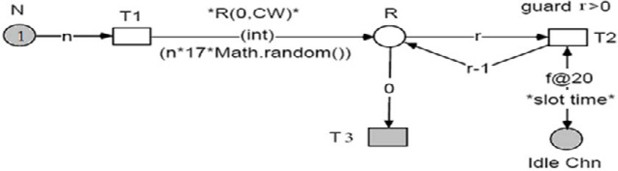 N
1
n
T1
*R(0,CW)*
(int)
(n*17*Math.random())
R
r
r-1
guard r>0
T2
f@20
*slot time*
0
T3
Idle Chn